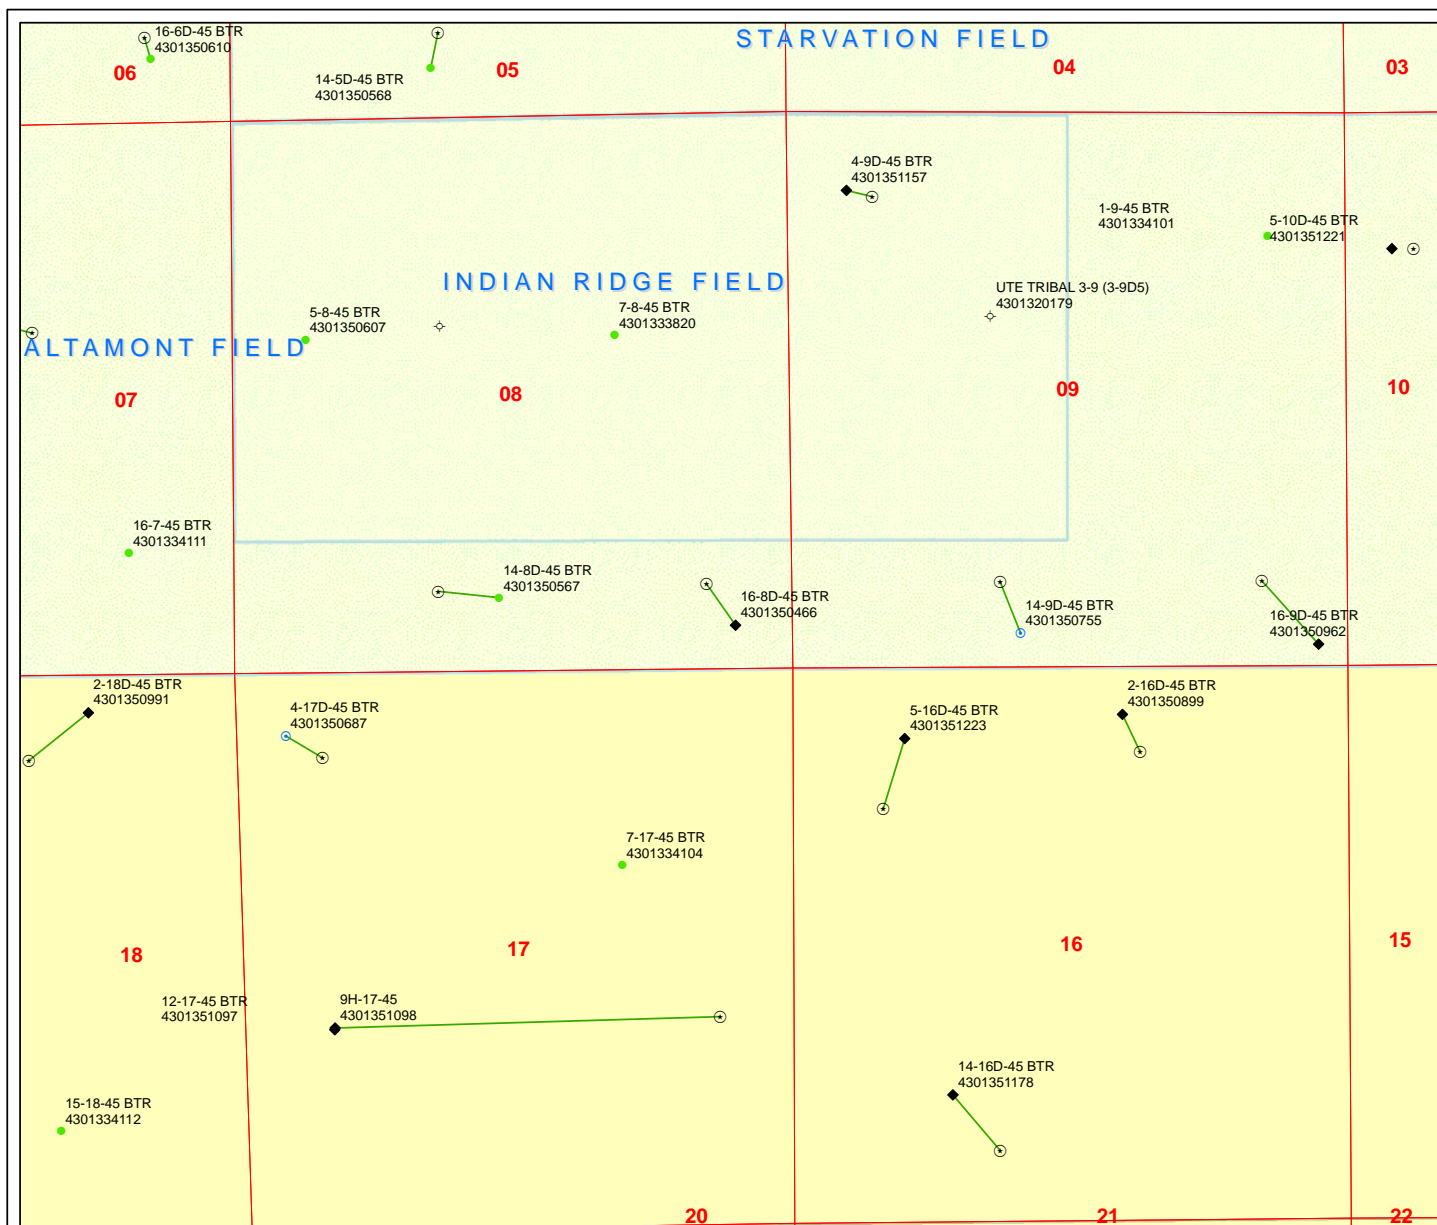 STARVATION FIELD
16-6D-45 BTR
4301350610
06
14-5D-45 BTR
4301350568
05
04
03
4-9D-45 BTR
4301351157
1-9-45 BTR
4301334101
5-10D-45 BTR
4301351221
INDIAN RIDGE FIELD
UTE TRIBAL 3-9 (3-9D5)
4301320179
5-8-45 BTR
4301350607
7-8-45 BTR
4301333820
ALTAMONT FIELD
07
08
09
10
16-7-45 BTR
4301334111
14-8D-45 BTR
4301350567
16-8D-45 BTR
4301350466
14-9D-45 BTR
4301350755
16-9D-45 BTR
4301350962
2-18D-45 BTR
4301350991
4-17D-45 BTR
4301350687
5-16D-45 BTR
4301351223
2-16D-45 BTR
4301350899
7-17-45 BTR
4301334104
18
17
16
15
12-17-45 BTR
4301351097
9H-17-45
4301351098
14-16D-45 BTR
4301351178
15-18-45 BTR
4301334112
20
21
22